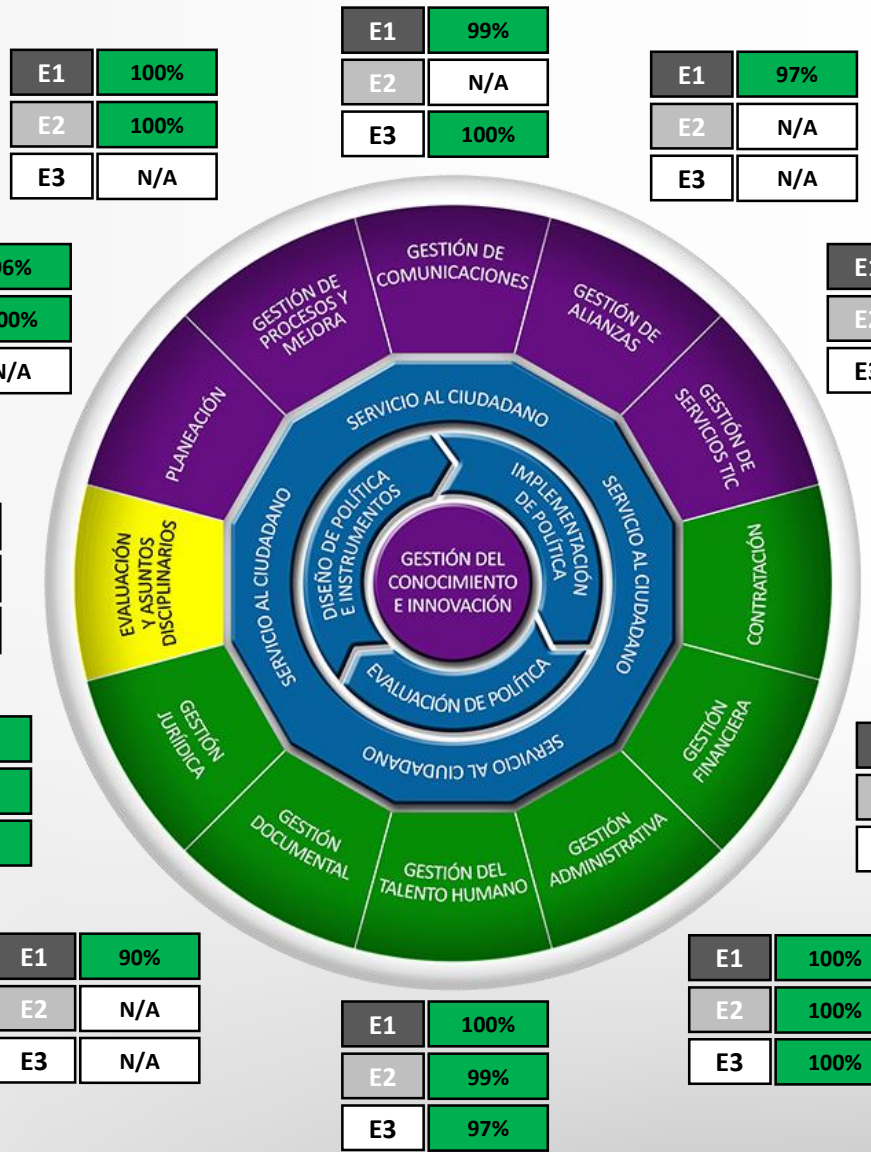 E1 99%
E2 N/A
E3 100%
E1 100%
E2 100%
E3 N/A
E1 97%
E2 N/A
E3 N/A
N/A
GESTIÓN DE
COMUNICACIONES
GESTIÓN DE
PROCESOS Y
MEJORA
GESTIÓN DE
ALIANZAS
PLANEACIÓN
GESTIÓN DE
SERVICIOS TIC
EVALUACIÓN
Y ASUNTOS
DISCIPLINARIOS
CONTRATACIÓN
GESTIÓN
JURÍDICA
GESTIÓN
FINANCIERA
GESTIÓN
DOCUMENTAL
GESTIÓN DEL
TALENTO HUMANO
GESTIÓN
ADMINISTRATIVA
SERVICIO AL CIUDADANO
SERVICIO AL CIUDADANO
SERVICIO AL CIUDADANO
SERVICIO AL CIUDADANO
DISEÑO DE POLÍTICA
E INSTRUMENTOS
IMPLEMENTACIÓN
DE POLÍTICA
EVALUACIÓN DE POLÍTICA
GESTIÓN DEL
CONOCIMIENTO
E INNOVACIÓN
E1 90%
E2 N/A
E3 N/A
E1 100%
E2 99%
E3 97%
E1 100%
E2 100%
E3 100%